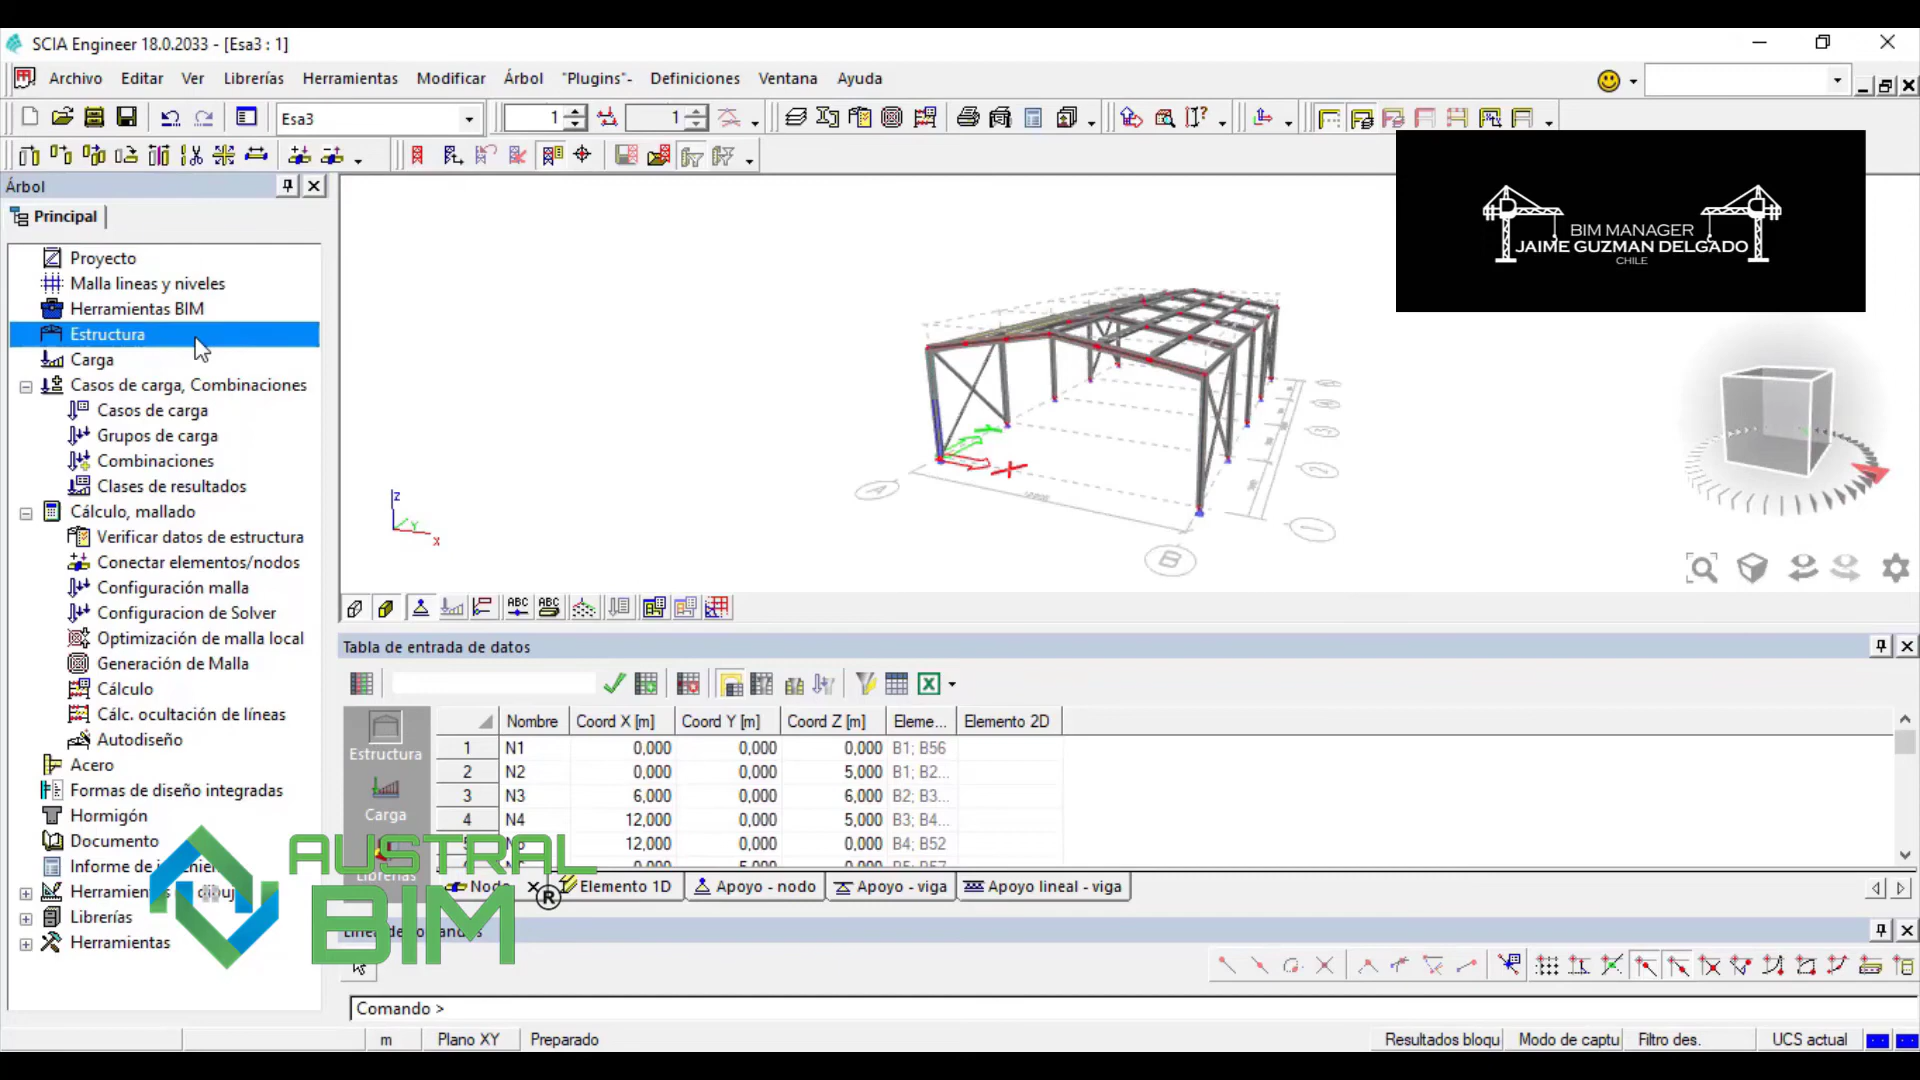 SCIA Engineer 18.0.2033 - [Esa3 : 1]
Archivo Editar Ver Librerías Herramientas Modificar Árbol "Plugins"- Definiciones Ventana Ayuda
Esa3 1 1
Árbol
Principal
Proyecto
Malla lineas y niveles
Herramientas BIM
Estructura
Carga
Casos de carga, Combinaciones
Casos de carga
Grupos de carga
Combinaciones
Clases de resultados
Cálculo, mallado
Verificar datos de estructura
Conectar elementos/nodos
Configuración malla
Configuracion de Solver
Optimización de malla local
Generación de Malla
Cálculo
Cálc. ocultación de líneas
Autodiseño
Acero
Formas de diseño integradas
Hormigón
Documento
Informe de
Herramientas
Librerías
Herramientas
BIM MANAGER
JAIME GUZMAN DELGADO
CHILE
A
B
X
z
Y
x
ABC ABC
Tabla de entrada de datos
Estructura
Carga
Librerías
Nombre Coord X [m] Coord Y [m] Coord Z [m] Eleme... Elemento 2D
1 N1 0,000 0,000 0,000 B1; B56
2 N2 0,000 0,000 5,000 B1; B2...
3 N3 6,000 0,000 6,000 B2; B3...
4 N4 12,000 0,000 5,000 B3; B4...
12,000 0,000 0,000 B4; B52
Nodo Elemento 1D Apoyo - nodo Apoyo - viga Apoyo lineal - viga
AUSTRAL
BIM ®
Comando >
m Plano XY Preparado Resultados bloqu Modo de captu Filtro des. UCS actual